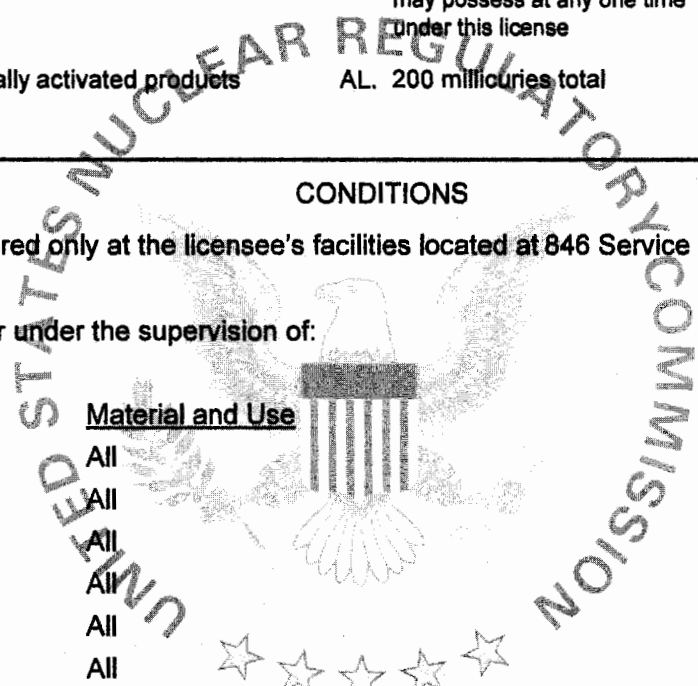 may possess at any one time
under this license
ally activated products AL. 200 millicuries total
CONDITIONS
red only at the licensee's facilities located at 846 Service
r under the supervision of:
Material and Use
All
All
All
All
All
All
UNITED STATES NUCLEAR REGULATORY COMMISSION